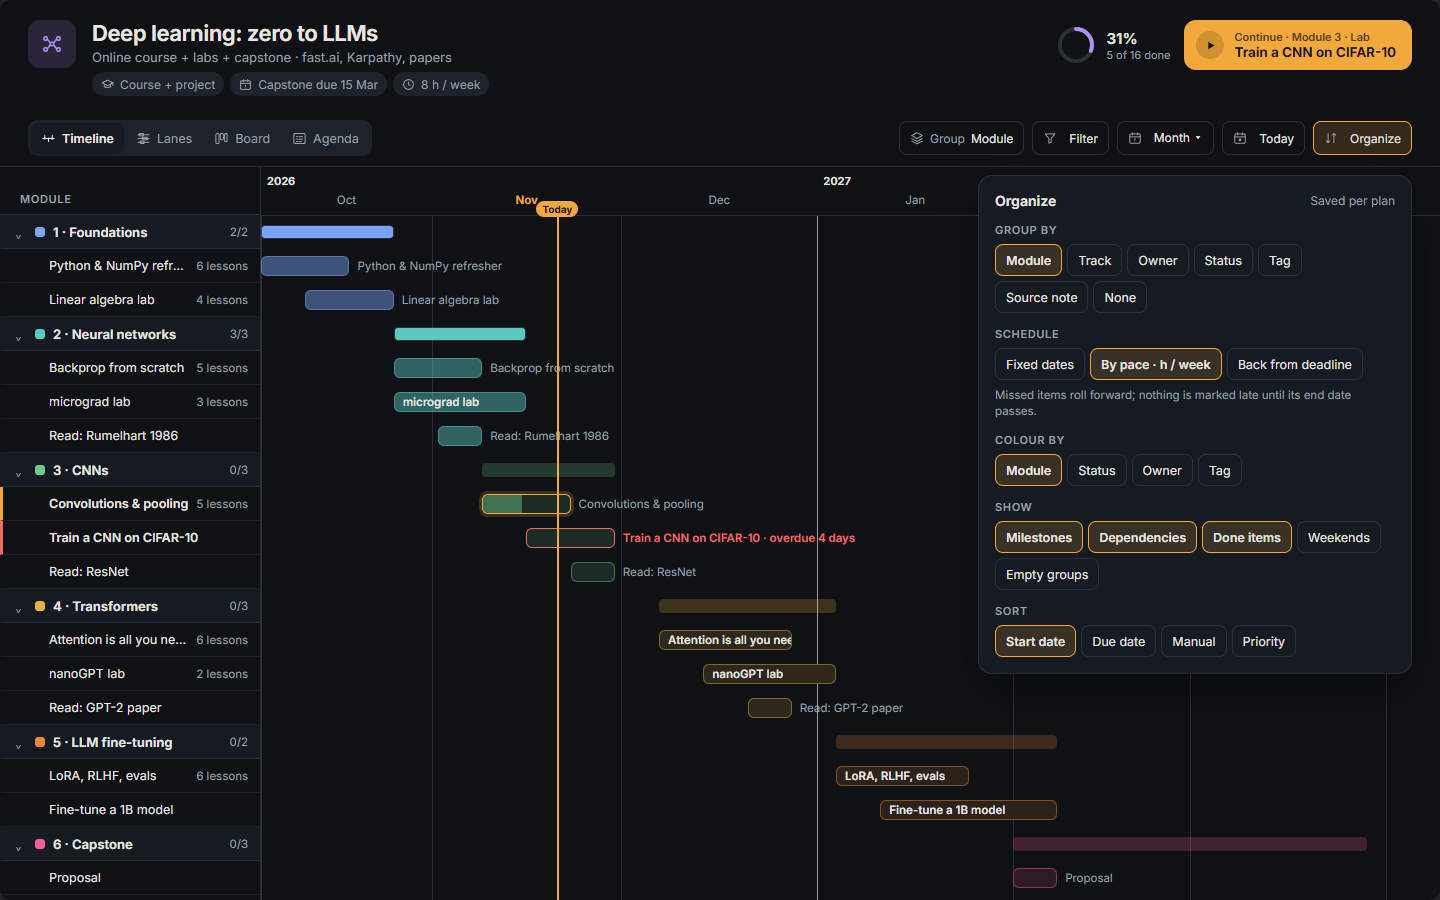 Deep learning: zero to LLMs
Online course + labs + capstone · fast.ai, Karpathy, papers
Course + project
Capstone due 15 Mar
8 h / week
31%
5 of 16 done
Continue · Module 3 · Lab
Train a CNN on CIFAR-10
Timeline
Lanes
Board
Agenda
Group Module
Filter
Month
Today
Organize
MODULE
2026
2027
Oct
Nov
Dec
Jan
Today
1 · Foundations 2/2
Python & NumPy refr... 6 lessons
Python & NumPy refresher
Linear algebra lab 4 lessons
Linear algebra lab
2 · Neural networks 3/3
Backprop from scratch 5 lessons
Backprop from scratch
micrograd lab 3 lessons
micrograd lab
Read: Rumelhart 1986
Read: Rumelhart 1986
3 · CNNs 0/3
Convolutions & pooling 5 lessons
Convolutions & pooling
Train a CNN on CIFAR-10
Train a CNN on CIFAR-10 · overdue 4 days
Read: ResNet
Read: ResNet
4 · Transformers 0/3
Attention is all you ne... 6 lessons
Attention is all you nee
nanoGPT lab 2 lessons
nanoGPT lab
Read: GPT-2 paper
Read: GPT-2 paper
5 · LLM fine-tuning 0/2
LoRA, RLHF, evals 6 lessons
LoRA, RLHF, evals
Fine-tune a 1B model
Fine-tune a 1B model
6 · Capstone 0/3
Proposal
Proposal
Organize
Saved per plan
GROUP BY
Module
Track
Owner
Status
Tag
Source note
None
SCHEDULE
Fixed dates
By pace · h / week
Back from deadline
Missed items roll forward; nothing is marked late until its end date
passes.
COLOUR BY
Module
Status
Owner
Tag
SHOW
Milestones
Dependencies
Done items
Weekends
Empty groups
SORT
Start date
Due date
Manual
Priority